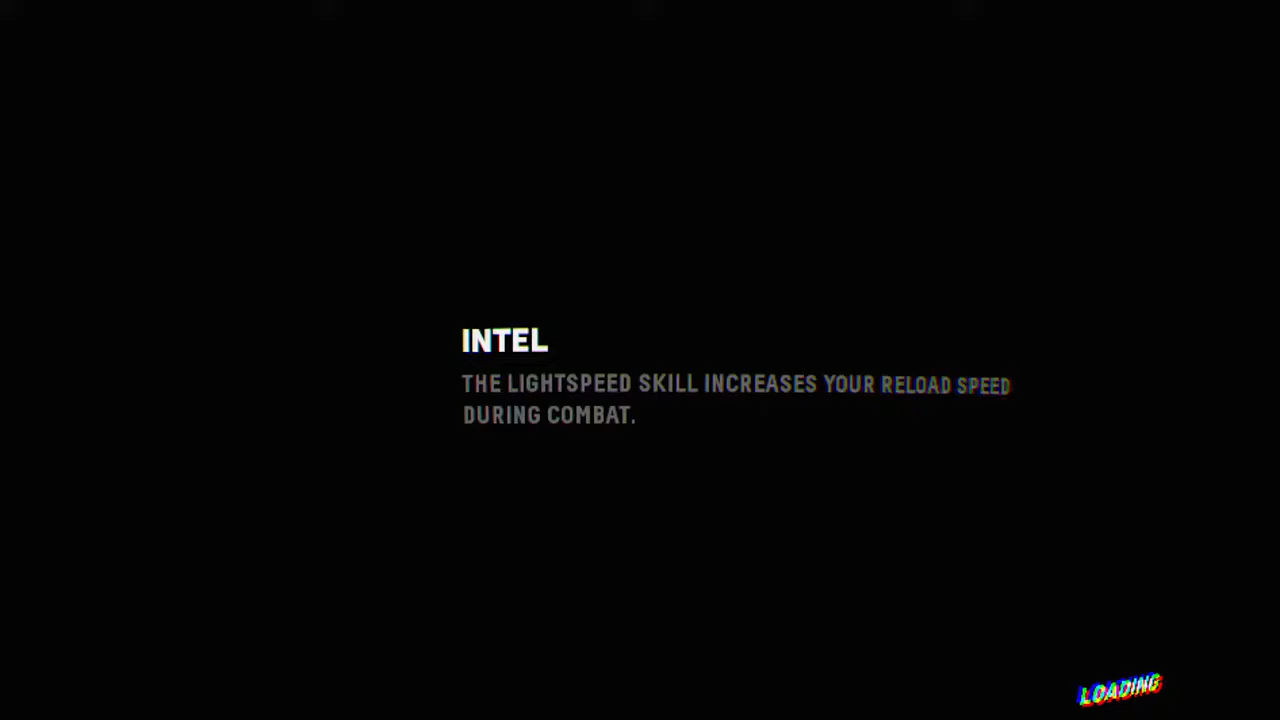 INTEL
THE LIGHTSPEED SKILL INCREASES YOUR RELOAD SPEED
DURING COMBAT.
LOADING